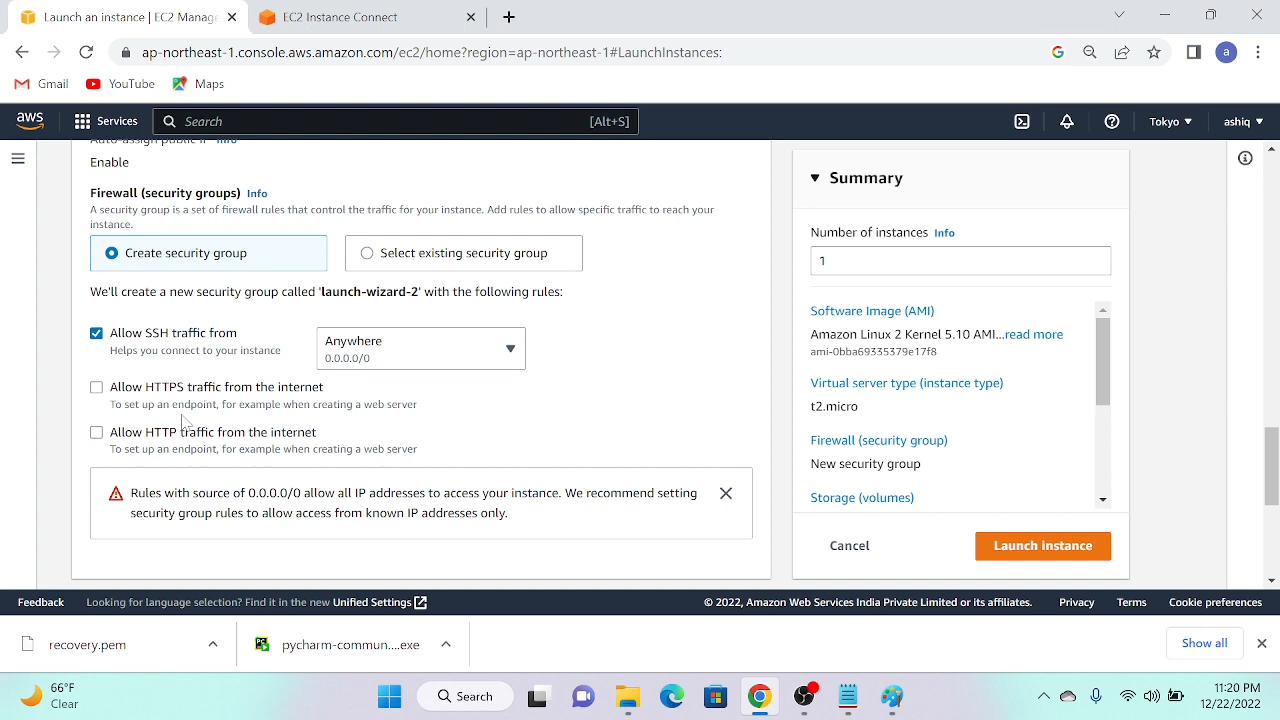 Launch an instance | EC2 Manage
EC2 Instance Connect
ap-northeast-1.console.aws.amazon.com/ec2/home?region=ap-northeast-1#LaunchInstances:
a
Gmail
YouTube
Maps
aws
Services
Search
[Alt+S]
Tokyo
ashiq
Auto-assign public IP Info
Enable
Firewall (security groups) Info
A security group is a set of firewall rules that control the traffic for your instance. Add rules to allow specific traffic to reach your
instance.
Create security group
Select existing security group
We'll create a new security group called 'launch-wizard-2' with the following rules:
Allow SSH traffic from
Helps you connect to your instance
Anywhere
0.0.0.0/0
Allow HTTPS traffic from the internet
To set up an endpoint, for example when creating a web server
Allow HTTP traffic from the internet
To set up an endpoint, for example when creating a web server
Rules with source of 0.0.0.0/0 allow all IP addresses to access your instance. We recommend setting
security group rules to allow access from known IP addresses only.
Summary
Number of instances Info
1
Software Image (AMI)
Amazon Linux 2 Kernel 5.10 AMI...read more
ami-0bba69335379e17f8
Virtual server type (instance type)
t2.micro
Firewall (security group)
New security group
Storage (volumes)
Cancel
Launch instance
Feedback
Looking for language selection? Find it in the new Unified Settings
© 2022, Amazon Web Services India Private Limited or its affiliates.
Privacy
Terms
Cookie preferences
recovery.pem
PC
pycharm-commun....exe
Show all
66°F
Clear
Search
11:20 PM
12/22/2022